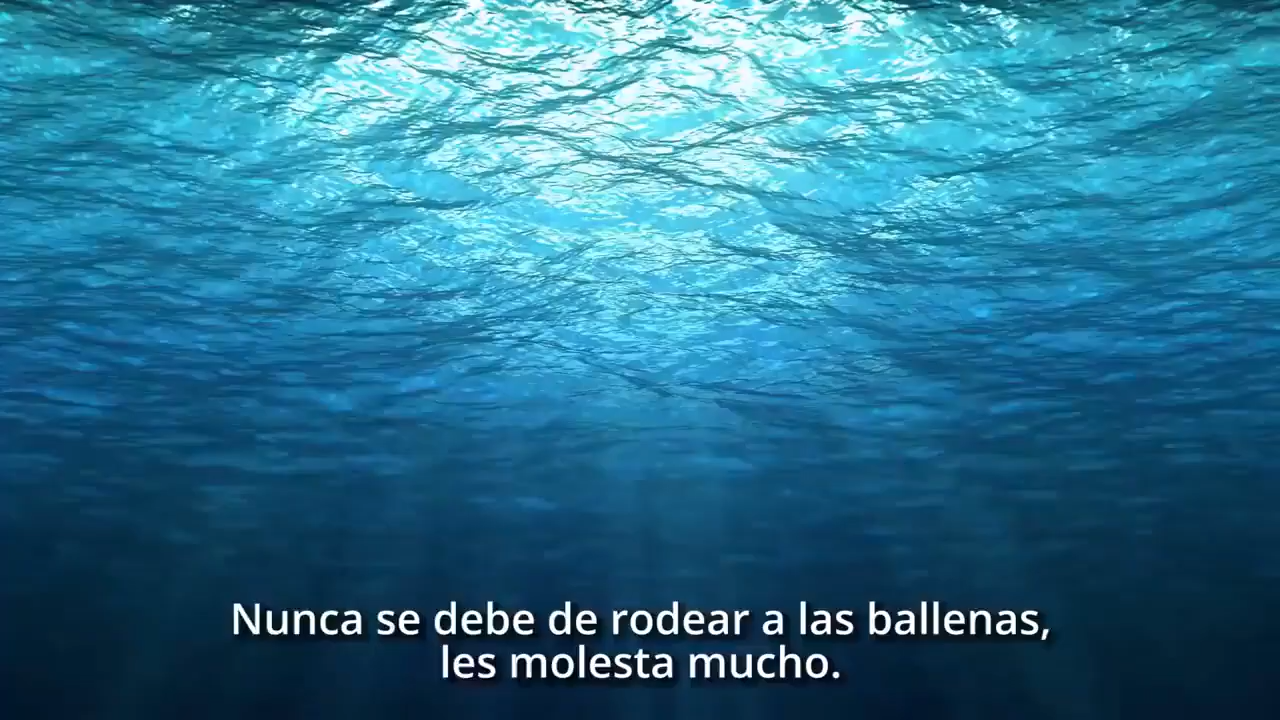 Nunca se debe de rodear a las ballenas,
les molesta mucho.